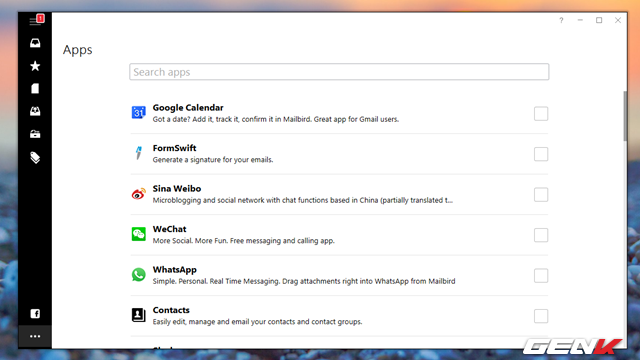 1
?
Apps
Search apps
31
Google Calendar
Got a date? Add it, track it, confirm it in Mailbird. Great app for Gmail users.
FormSwift
Generate a signature for your emails.
Sina Weibo
Microblogging and social network with chat functions based in China (partially translated t...
WeChat
More Social. More Fun. Free messaging and calling app.
WhatsApp
Simple. Personal. Real Time Messaging. Drag attachments right into WhatsApp from Mailbird
Contacts
Easily edit, manage and email your contacts and contact groups.
GENK